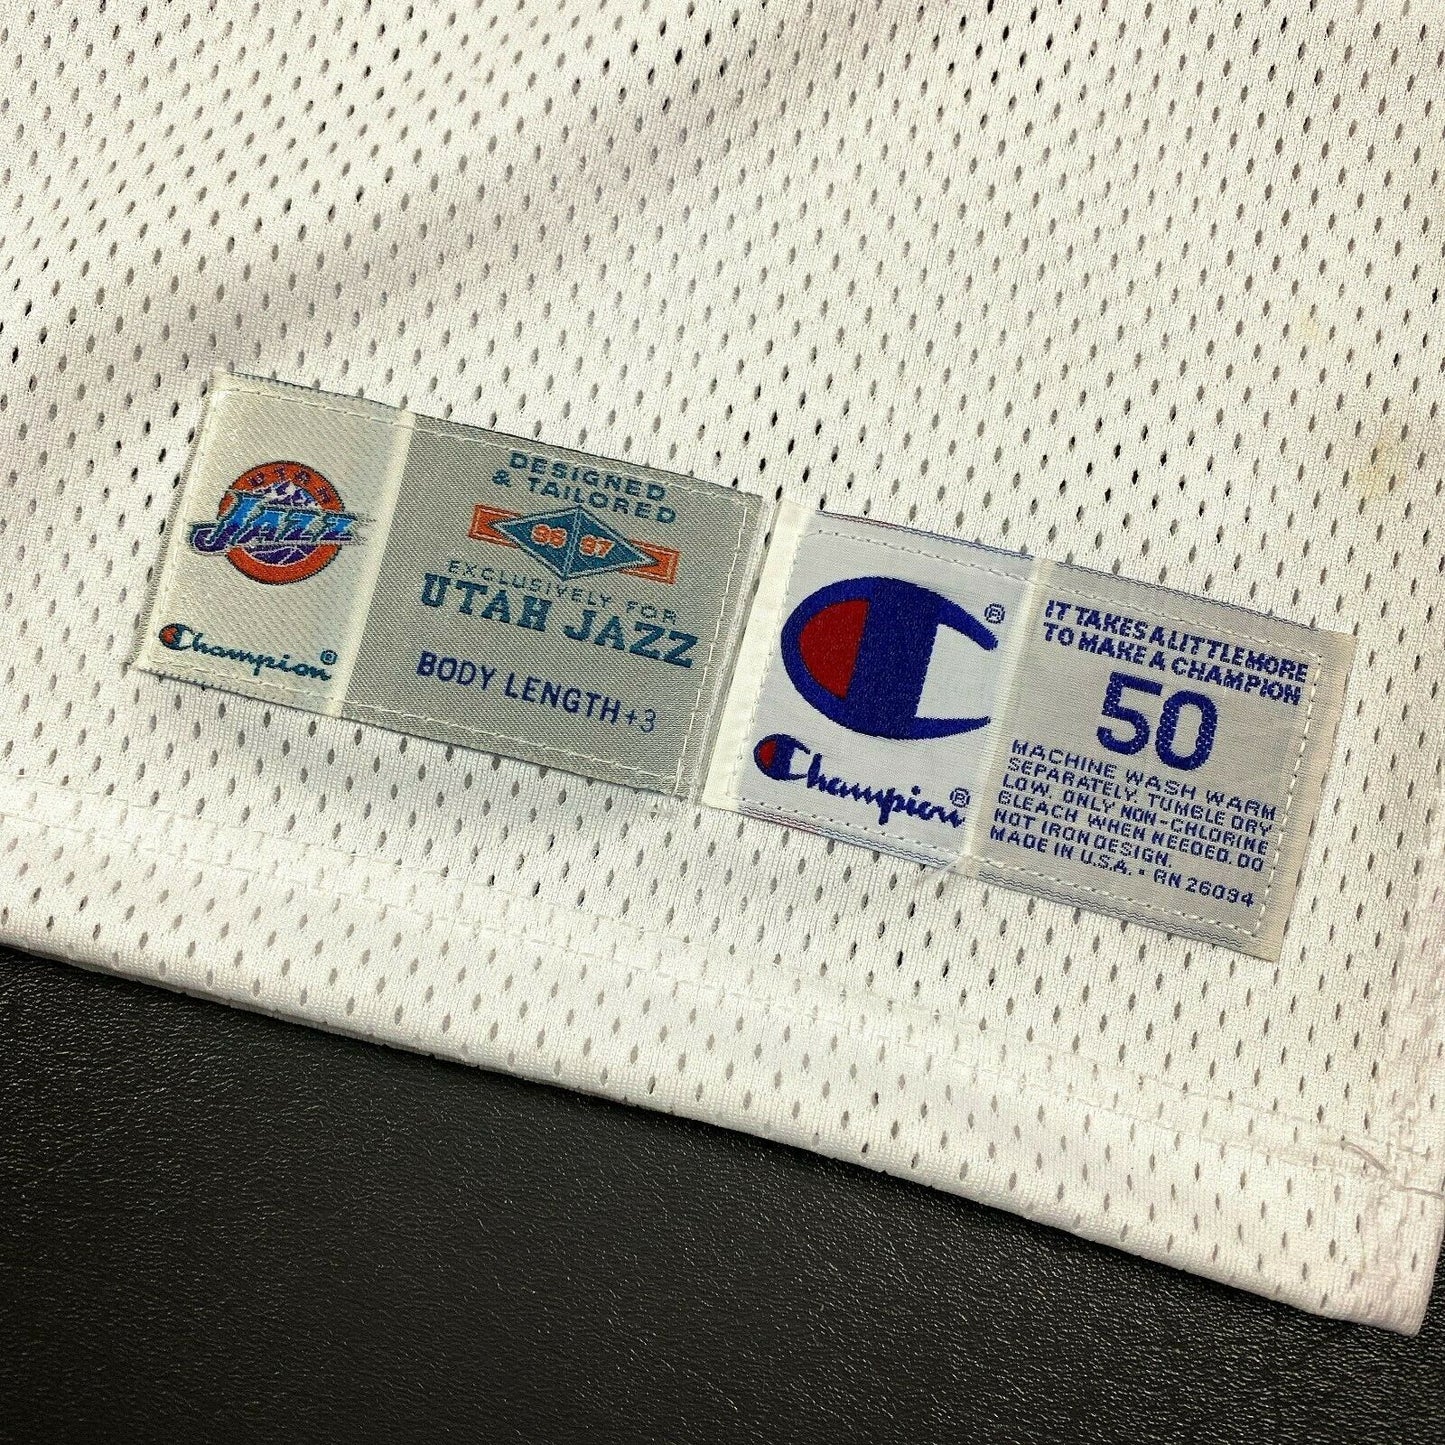 UTAH
JAZZ
Champion®
DESIGNED
& TAILORED
96 97
EXCLUSIVELY FOR
UTAH JAZZ
BODY LENGTH +3
®
Champion®
IT TAKES A LITTLE MORE
TO MAKE A CHAMPION
50
MACHINE WASH WARM
SEPARATELY. TUMBLE DRY
LOW. ONLY NON-CHLORINE
BLEACH WHEN NEEDED. DO
NOT IRON DESIGN.
MADE IN U.S.A. • RN 26094